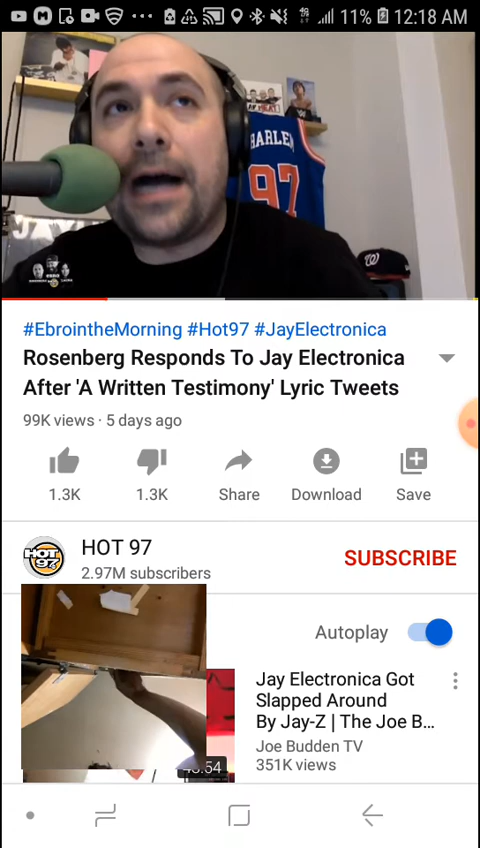 11% 12:18 AM
HARLEM
97
#EbrointheMorning #Hot97 #JayElectronica
Rosenberg Responds To Jay Electronica
After 'A Written Testimony' Lyric Tweets
99K views · 5 days ago
1.3K 1.3K Share Download Save
HOT 97
HOT 97
2.97M subscribers
SUBSCRIBE
Autoplay
Jay Electronica Got
Slapped Around
By Jay-Z | The Joe B...
Joe Budden TV
351K views